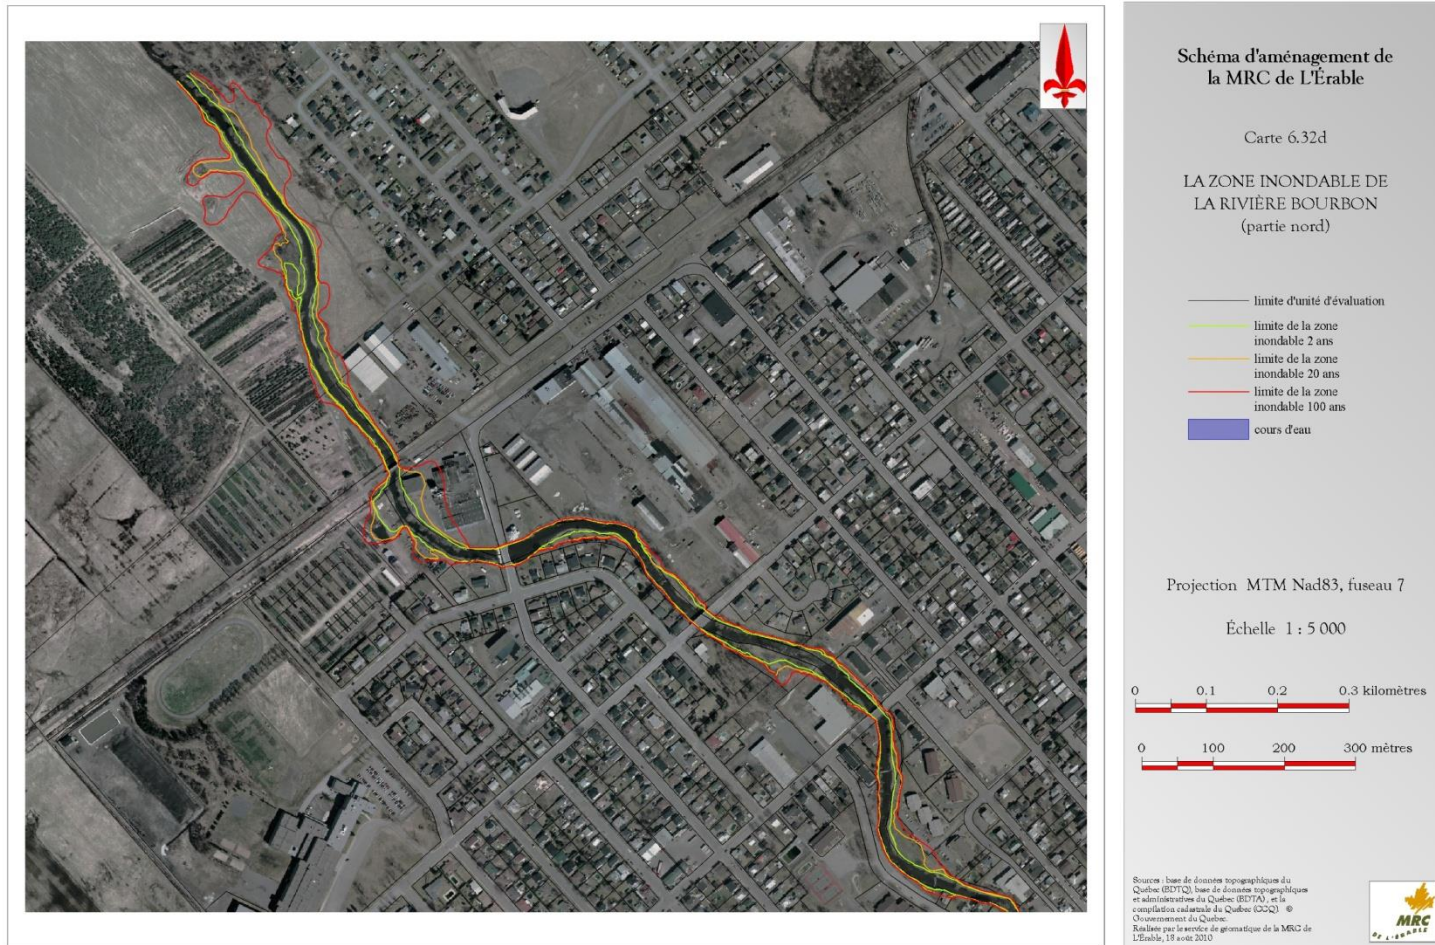 Schéma d'aménagement de
la MRC de L'Érable
Carte 6.32d
LA ZONE INONDABLE DE
LA RIVIÈRE BOURBON
(partie nord)
limite d'unité d'évaluation
limite de la zone
inondable 2 ans
limite de la zone
inondable 20 ans
limite de la zone
inondable 100 ans
cours d'eau
Projection MTM Nad83, fuseau 7
Échelle 1 : 5 000
0 0.1 0.2 0.3 kilomètres
0 100 200 300 mètres
Sources : base de données topographiques du
Québec (BDTQ), base de données topographiques
et administratives du Québec (BDTA), et la
compilation cadastrale du Québec (CCQ). ©
Gouvernement du Québec.
Réalisée par le service de géomatique de la MRC de
L'Érable, 18 août 2010
MRC
DE L'ÉRABLE